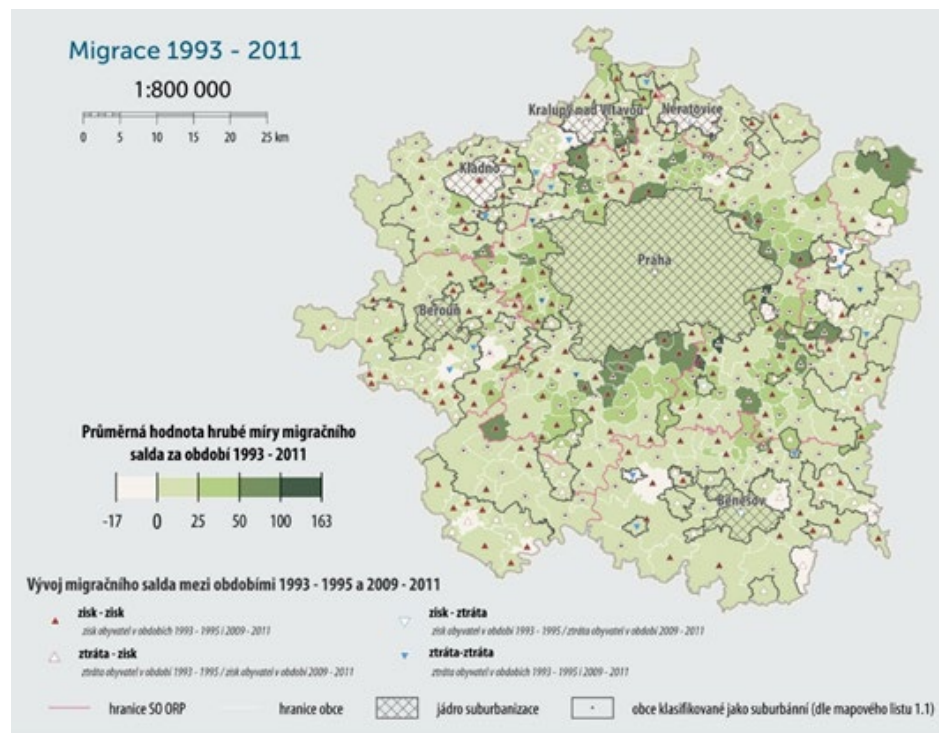 Migrace 1993 - 2011
1:800 000
0 5 10 15 20 25 km
Kralupy nad Vltavou
Neratovice
Kladno
Praha
Beroun
Benešov
Průměrná hodnota hrubé míry migračního
salda za období 1993 - 2011
-17 0 25 50 100 163
Vývoj migračního salda mezi obdobími 1993 - 1995 a 2009 - 2011
zisk - zisk
zisk obyvatel v obdobích 1993 - 1995 i 2009 - 2011
zisk - ztráta
zisk obyvatel v období 1993 - 1995 / ztráta obyvatel v období 2009 - 2011
ztráta - zisk
ztráta obyvatel v období 1993 - 1995 / zisk obyvatel v období 2009 - 2011
ztráta-ztráta
ztráta obyvatel v obdobích 1993 - 1995 i 2009 - 2011
hranice SO ORP
hranice obce
jádro suburbanizace
obce klasifikované jako suburbánní (dle mapového listu 1.1)